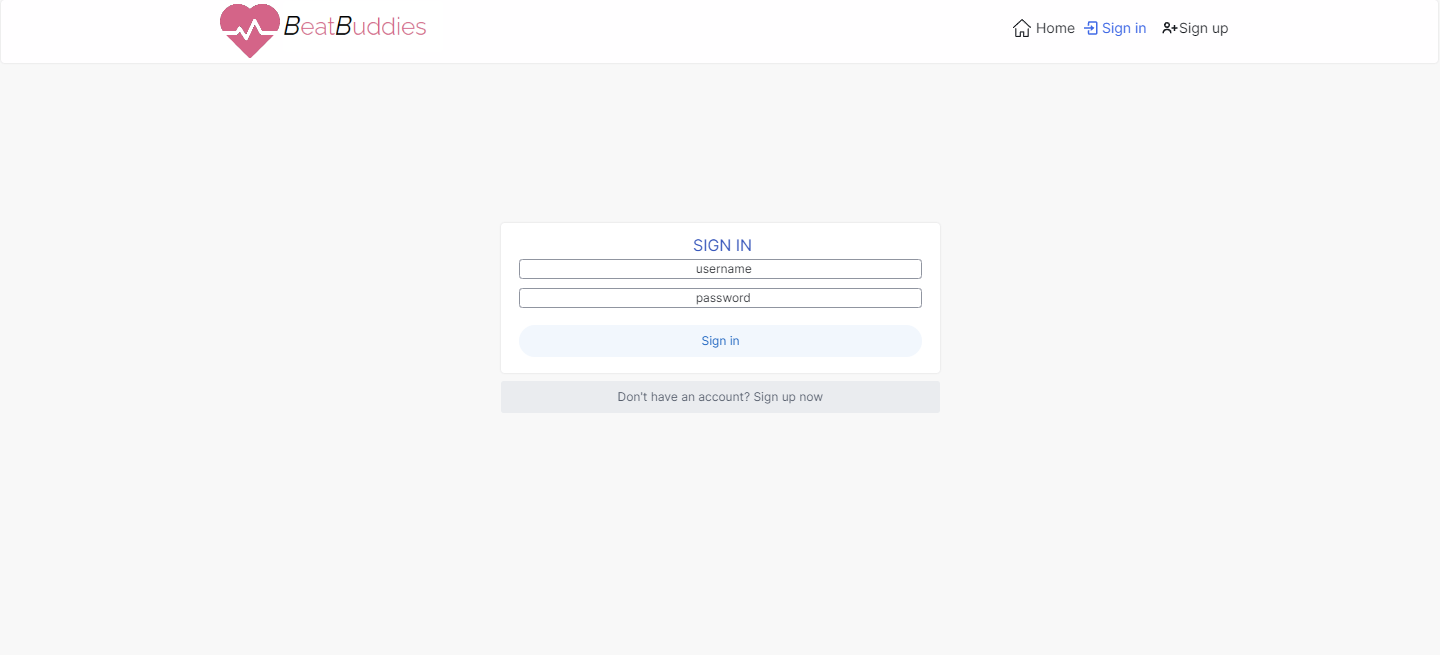 BeatBuddies
Home Sign in Sign up
SIGN IN
username
password
Sign in
Don't have an account? Sign up now